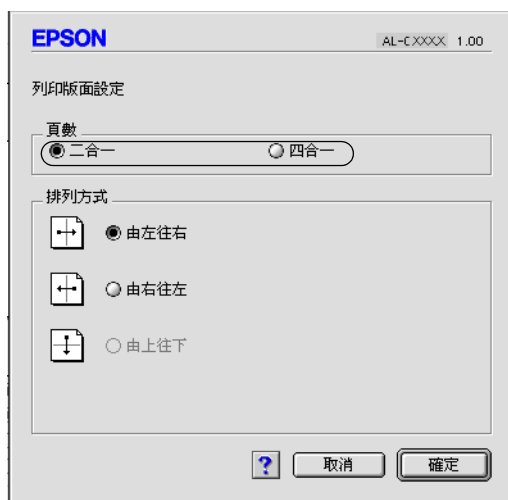 EPSON AL-CXXXX 1.00
列印版面設定
頁數
二合一 四合一
排列方式
由左往右
由右往左
由上往下
? 取消 確定